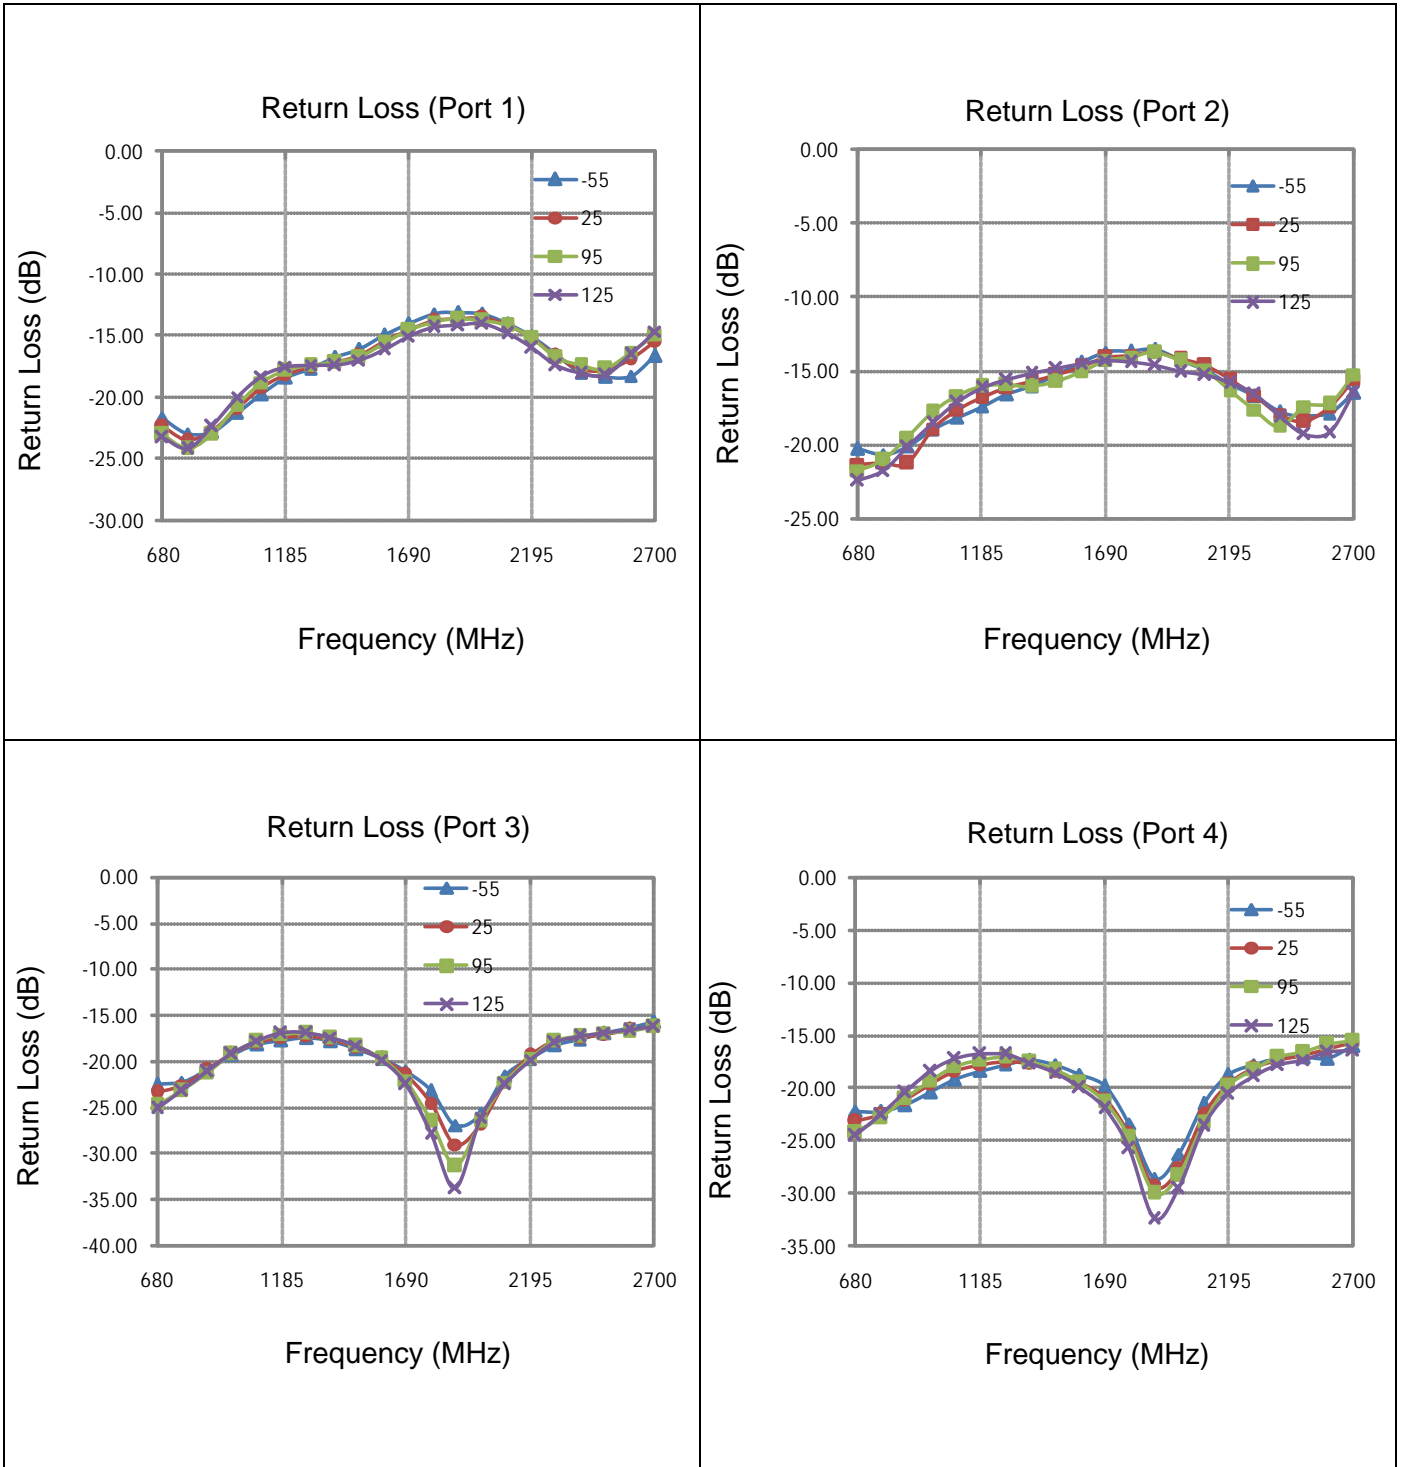 Return Loss (Port 1)
Return Loss (dB)
0.00
-5.00
-10.00
-15.00
-20.00
-25.00
-30.00
-55
25
95
125
680 1185 1690 2195 2700
Frequency (MHz)
Return Loss (Port 2)
Return Loss (dB)
0.00
-5.00
-10.00
-15.00
-20.00
-25.00
-55
25
95
125
680 1185 1690 2195 2700
Frequency (MHz)
Return Loss (Port 3)
Return Loss (dB)
0.00
-5.00
-10.00
-15.00
-20.00
-25.00
-30.00
-35.00
-40.00
-55
25
95
125
680 1185 1690 2195 2700
Frequency (MHz)
Return Loss (Port 4)
Return Loss (dB)
0.00
-5.00
-10.00
-15.00
-20.00
-25.00
-30.00
-35.00
-55
25
95
125
680 1185 1690 2195 2700
Frequency (MHz)